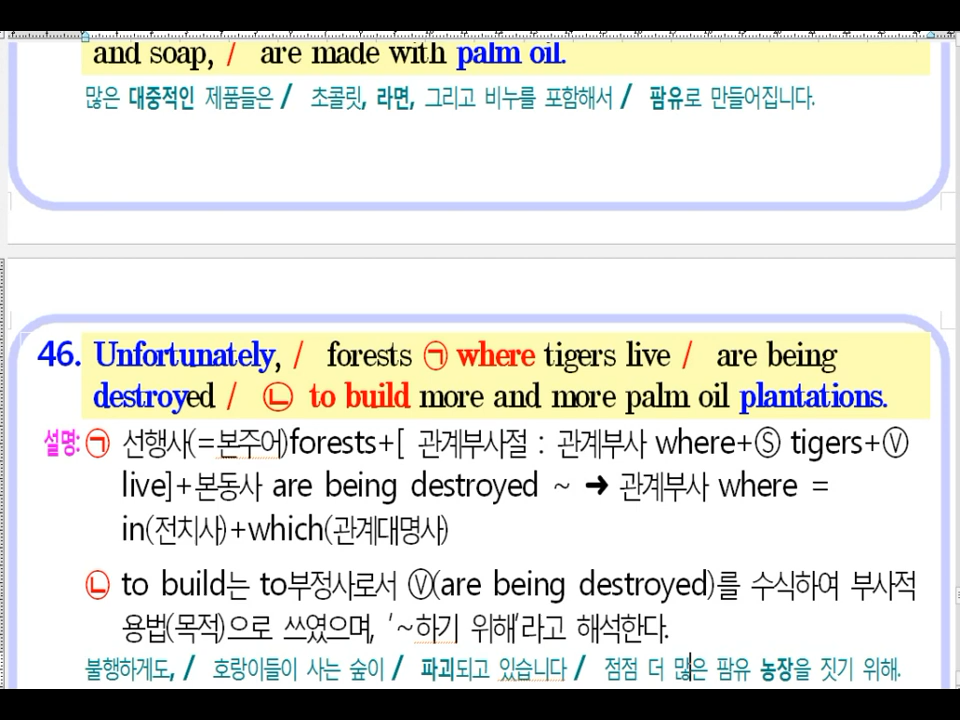 and soap, / are made with palm oil.
많은 대중적인 제품들은 / 초콜릿, 라면, 그리고 비누를 포함해서 / 팜유로 만들어집니다.
46. Unfortunately, / forests ㉠ where tigers live / are being
destroyed / ㉡ to build more and more palm oil plantations.
설명: ㉠ 선행사(=본주어)forests+[ 관계부사절 : 관계부사 where+Ⓢ tigers+Ⓥ
live]+본동사 are being destroyed ~ ➜ 관계부사 where =
in(전치사)+which(관계대명사)
㉡ to build는 to부정사로서 Ⓥ(are being destroyed)를 수식하여 부사적
용법(목적)으로 쓰였으며, '~하기 위해'라고 해석한다.
불행하게도, / 호랑이들이 사는 숲이 / 파괴되고 있습니다 / 점점 더 많은 팜유 농장을 짓기 위해.